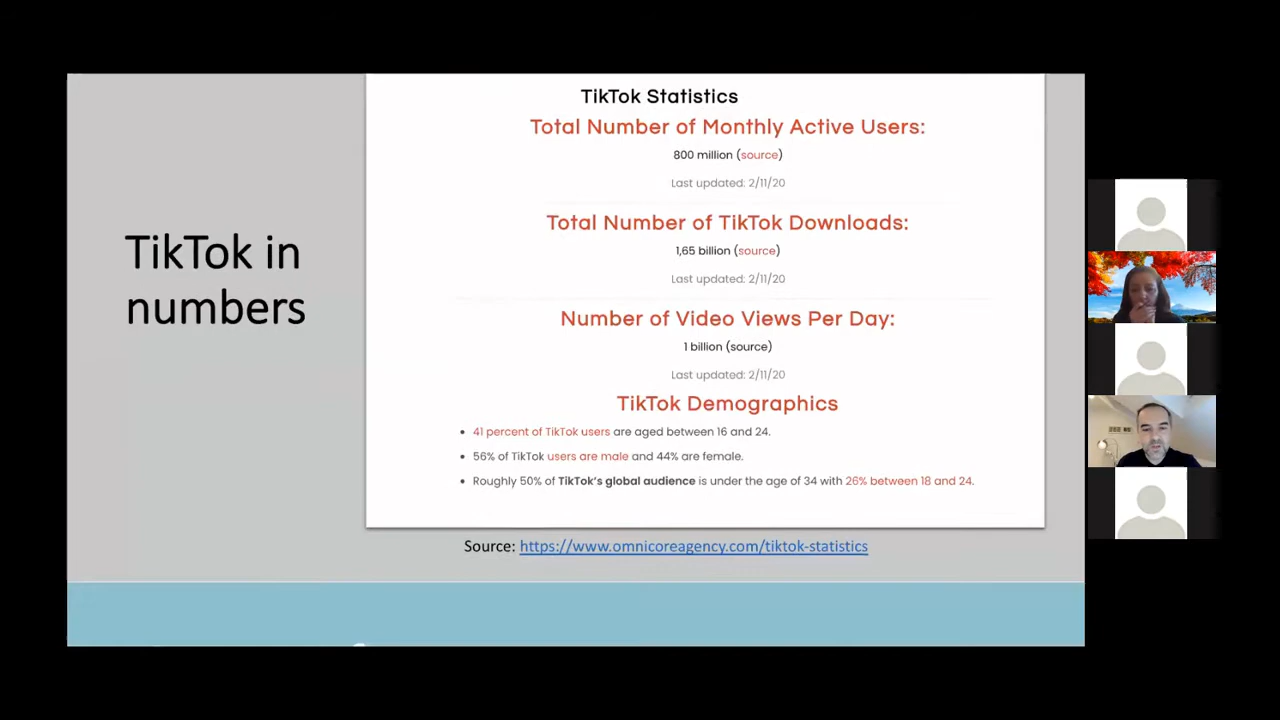 TikTok in
numbers
TikTok Statistics
Total Number of Monthly Active Users:
800 million (source)
Last updated: 2/11/20
Total Number of TikTok Downloads:
1,65 billion (source)
Last updated: 2/11/20
Number of Video Views Per Day:
1 billion (source)
Last updated: 2/11/20
TikTok Demographics
• 41 percent of TikTok users are aged between 16 and 24.
• 56% of TikTok users are male and 44% are female.
• Roughly 50% of TikTok’s global audience is under the age of 34 with 26% between 18 and 24.
Source: https://www.omnicoreagency.com/tiktok-statistics